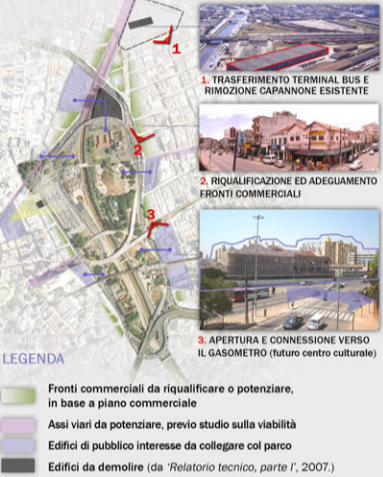 1
1. TRASFERIMENTO TERMINAL BUS E
RIMOZIONE CAPANNONE ESISTENTE
2
2. RIQUALIFICAZIONE ED ADEGUAMENTO
FRONTI COMMERCIALI
3
3. APERTURA E CONNESSIONE VERSO
IL GASOMETRO (futuro centro culturale)
LEGENDA
Fronti commerciali da riqualificare o potenziare,
in base a piano commerciale
Assi viari da potenziare, previo studio sulla viabilità
Edifici di pubblico interesse da collegare col parco
Edifici da demolire (da 'Relatorio tecnico, parte I', 2007.)